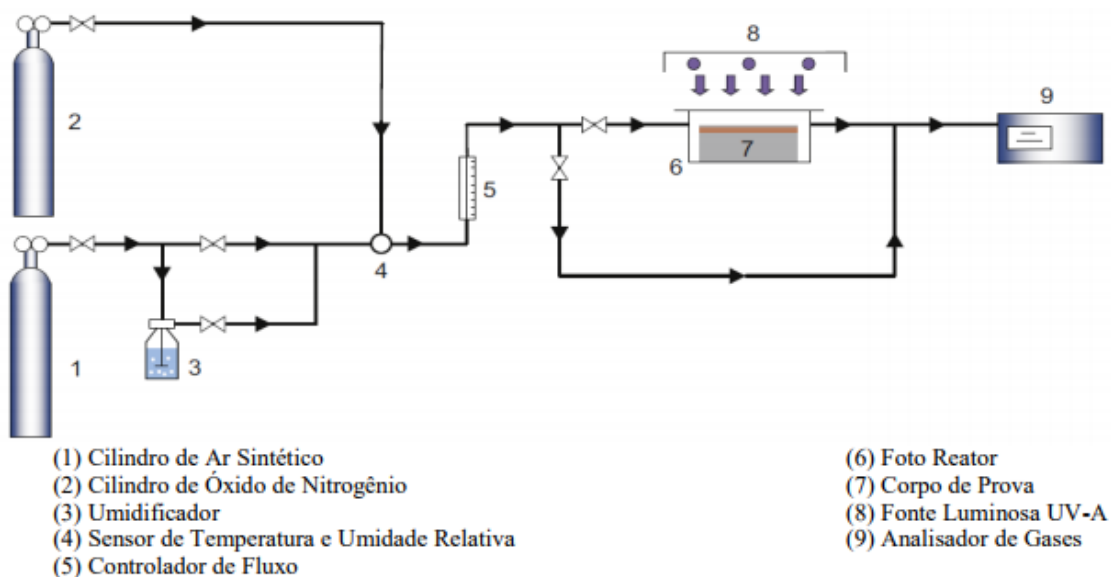 8
2
9
7
6
5
4
1
3
(1) Cilindro de Ar Sintético
(2) Cilindro de Óxido de Nitrogênio
(3) Umidificador
(4) Sensor de Temperatura e Umidade Relativa
(5) Controlador de Fluxo
(6) Foto Reator
(7) Corpo de Prova
(8) Fonte Luminosa UV-A
(9) Analisador de Gases